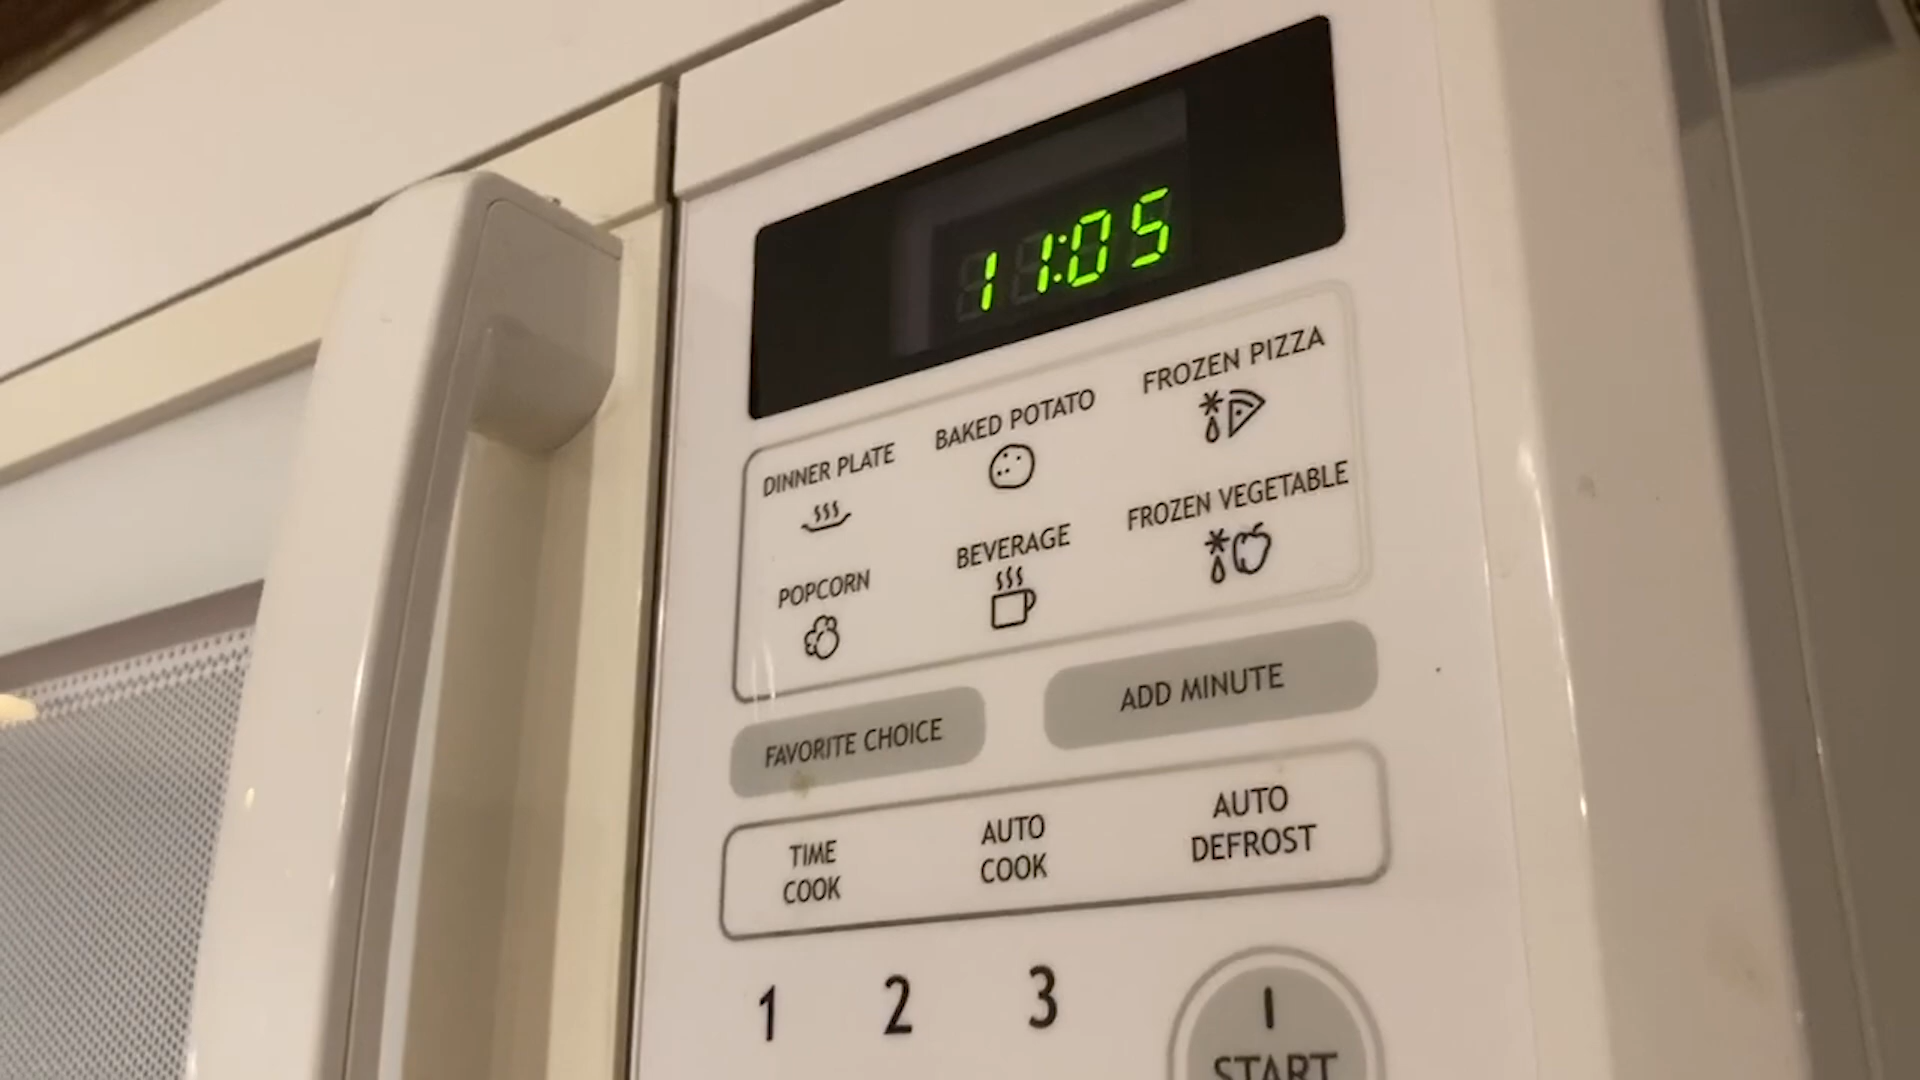 11:05
DINNER PLATE
BAKED POTATO
FROZEN PIZZA
POPCORN
BEVERAGE
FROZEN VEGETABLE
FAVORITE CHOICE
ADD MINUTE
TIME
COOK
AUTO
COOK
AUTO
DEFROST
1 2 3
START